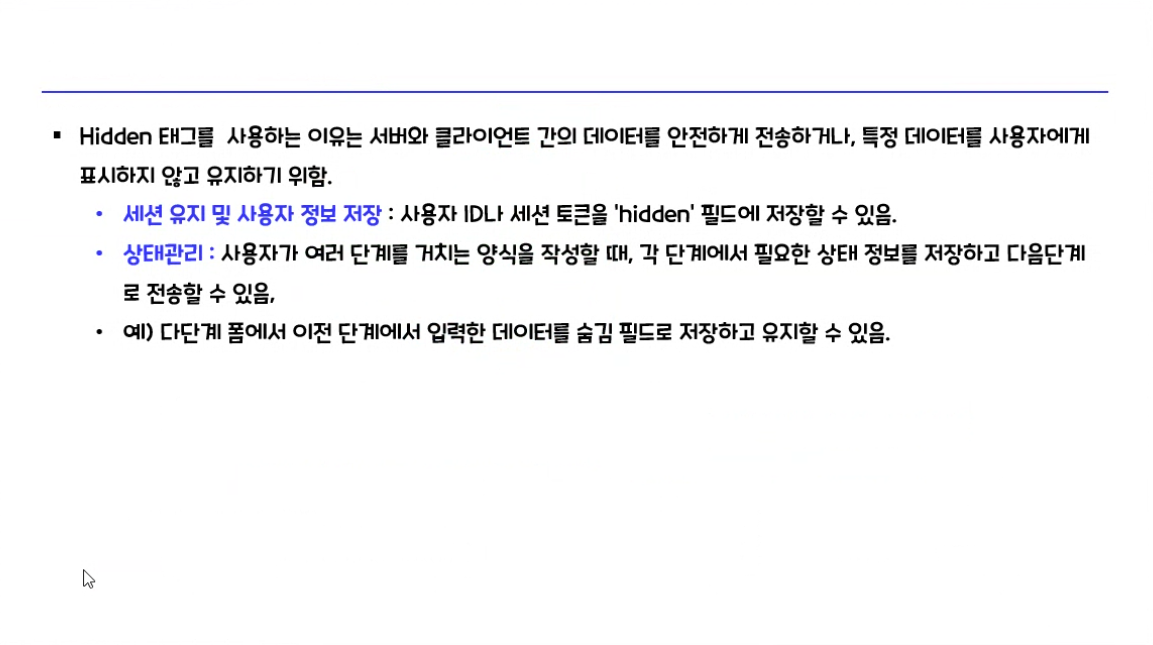 ▪ Hidden 태그를 사용하는 이유는 서버와 클라이언트 간의 데이터를 안전하게 전송하거나, 특정 데이터를 사용자에게
표시하지 않고 유지하기 위함.
• 세션 유지 및 사용자 정보 저장 : 사용자 ID나 세션 토큰을 'hidden' 필드에 저장할 수 있음.
• 상태관리 : 사용자가 여러 단계를 거치는 양식을 작성할 때, 각 단계에서 필요한 상태 정보를 저장하고 다음단계
로 전송할 수 있음,
• 예) 다단계 폼에서 이전 단계에서 입력한 데이터를 숨김 필드로 저장하고 유지할 수 있음.